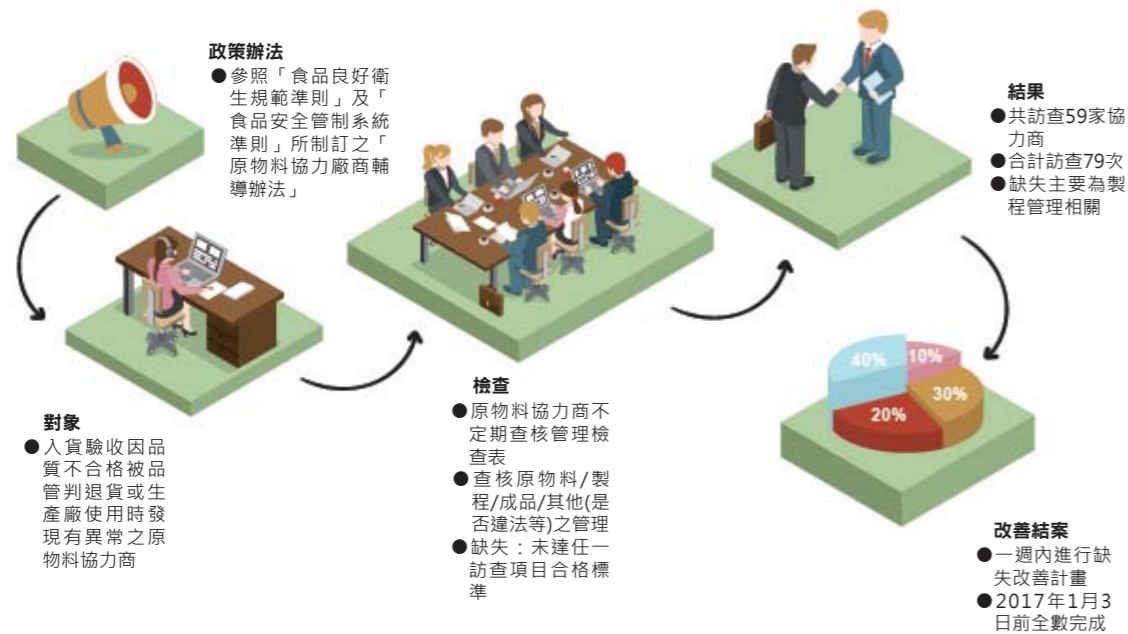 政策辦法
●參照「食品良好衛
生規範準則」及「
食品安全管制系統
準則」所制訂之「
原物料協力廠商輔
導辦法」
對象
●入貨驗收因品
質不合格被品
管判退貨或生
產廠使用時發
現有異常之原
物料協力商
檢查
●原物料協力商不
定期查核管理檢
查表
●查核原物料/製
程/成品/其他(是
否違法等)之管理
●缺失：未達任一
訪查項目合格標
準
結果
●共訪查59家協
力商
●合計訪查79次
●缺失主要為製
程管理相關
40%
10%
30%
20%
改善結案
●一週內進行缺
失改善計畫
●2017年1月3
日前全數完成